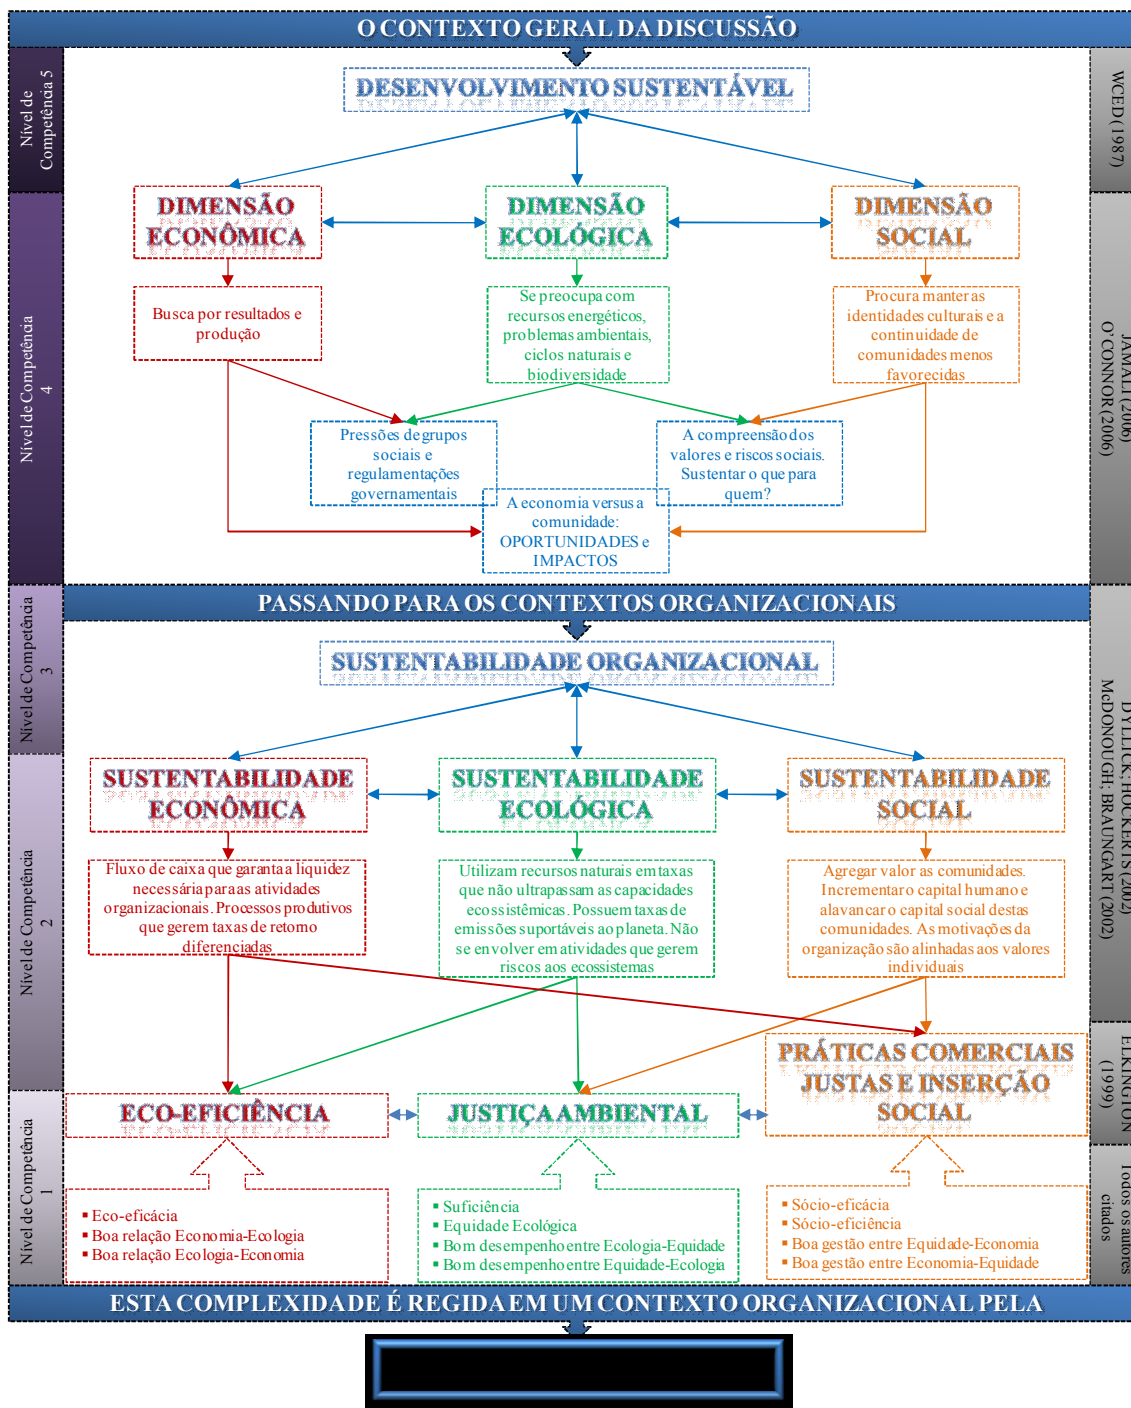 O CONTEXTO GERAL DA DISCUSSÃO
Nível de
Competência 5
WCED (1987)
DESENVOLVIMENTO SUSTENTÁVEL
Nível de Competência
4
JAMALI (2006)
O'CONNOR (2006)
DIMENSÃO
ECONÔMICA
DIMENSÃO
ECOLÓGICA
DIMENSÃO
SOCIAL
Busca por resultados e
produção
Se preocupa com
recursos energéticos,
problemas ambientais,
ciclos naturais e
biodiversidade
Procura manter as
identidades culturais e a
continuidade de
comunidades menos
favorecidas
Pressões de grupos
sociais e
regulamentações
governamentais
A compreensão dos
valores e riscos sociais.
Sustentar o que para
quem?
A economia versus a
comunidade:
OPORTUNIDADES e
IMPACTOS
PASSANDO PARA OS CONTEXTOS ORGANIZACIONAIS
Nível de Competência
3
DYLLICK; HOCKERTS (2002)
McDONOUGH; BRAUNGART (2002)
SUSTENTABILIDADE ORGANIZACIONAL
Nível de Competência
2
SUSTENTABILIDADE
ECONÔMICA
SUSTENTABILIDADE
ECOLÓGICA
SUSTENTABILIDADE
SOCIAL
Fluxo de caixa que garanta a liquidez
necessária para as atividades
organizacionais. Processos produtivos
que gerem taxas de retorno
diferenciadas
Utilizam recursos naturais em taxas
que não ultrapassam as capacidades
ecossistêmicas. Possuem taxas de
emissões suportáveis ao planeta. Não
se envolver em atividades que gerem
riscos aos ecossistemas
Agregar valor as comunidades.
Incrementar o capital humano e
alavancar o capital social destas
comunidades. As motivações da
organização são alinhadas aos valores
individuais
ELKINGTON
(1999)
Nível de Competência
1
ECO-EFICIÊNCIA
JUSTIÇA AMBIENTAL
PRÁTICAS COMERCIAIS
JUSTAS E INSERÇÃO
SOCIAL
Todos os autores
citados
▪ Eco-eficácia
▪ Boa relação Economia-Ecologia
▪ Boa relação Ecologia-Economia
▪ Suficiência
▪ Equidade Ecológica
▪ Bom desempenho entre Ecologia-Equidade
▪ Bom desempenho entre Equidade-Ecologia
▪ Sócio-eficácia
▪ Sócio-eficiência
▪ Boa gestão entre Equidade-Economia
▪ Boa gestão entre Economia-Equidade
ESTA COMPLEXIDADE É REGIDA EM UM CONTEXTO ORGANIZACIONAL PELA